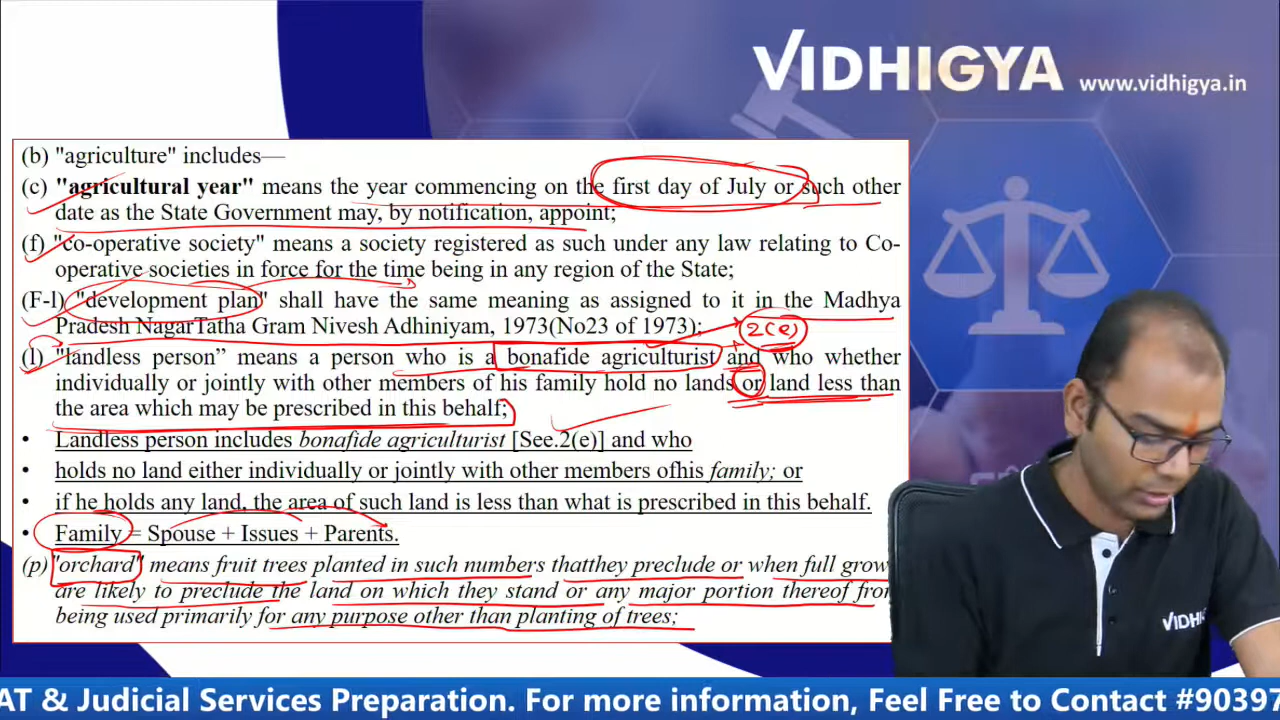 VIDHIGYA www.vidhigya.in
(b) "agriculture" includes—
(c) "agricultural year" means the year commencing on the first day of July or such other
date as the State Government may, by notification, appoint;
(f) "co-operative society" means a society registered as such under any law relating to Co-
operative societies in force for the time being in any region of the State;
(F-l) "development plan" shall have the same meaning as assigned to it in the Madhya
Pradesh NagarTatha Gram Nivesh Adhiniyam, 1973(No23 of 1973); 2(e)
(l) "landless person” means a person who is a bonafide agriculturist and who whether
individually or jointly with other members of his family hold no lands or land less than
the area which may be prescribed in this behalf;
• Landless person includes bonafide agriculturist [See.2(e)] and who
• holds no land either individually or jointly with other members ofhis family; or
• if he holds any land, the area of such land is less than what is prescribed in this behalf.
• Family = Spouse + Issues + Parents.
(p) "orchard" means fruit trees planted in such numbers thatthey preclude or when full grow
are likely to preclude the land on which they stand or any major portion thereof fro
being used primarily for any purpose other than planting of trees;
VIDHI
AT & Judicial Services Preparation. For more information, Feel Free to Contact #90397